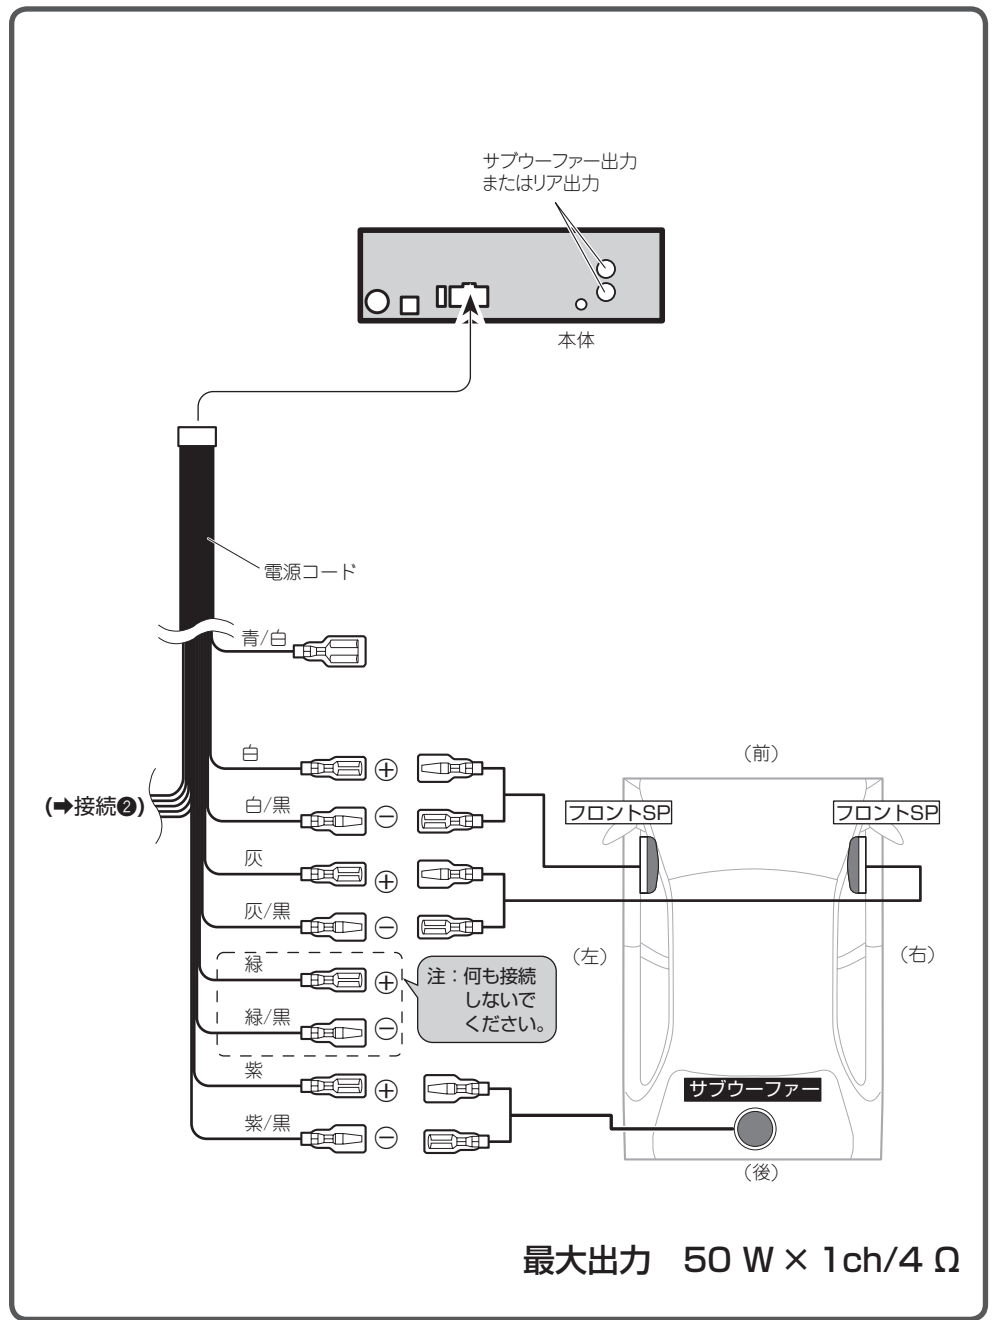 サブウーファー出力
またはリア出力
本体
電源コード
青/白
白
⊕
白/黒
⊖
(➡接続❷)
灰
⊕
灰/黒
⊖
緑
⊕
緑/黒
⊖
注：何も接続
しないで
ください。
紫
⊕
紫/黒
⊖
（前）
フロントSP
フロントSP
（左）
（右）
サブウーファー
（後）
最大出力 50 W × 1ch/4 Ω